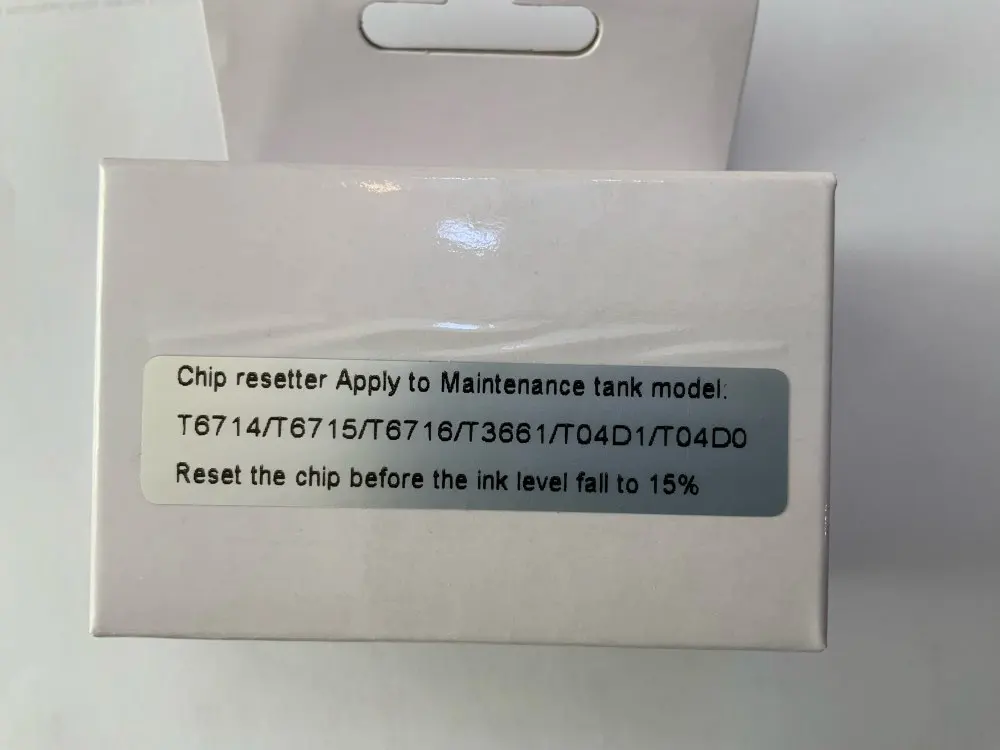 Chip resetter Apply to Maintenance tank model:
T6714/T6715/T6716/T3661/T04D1/T04D0
Reset the chip before the ink level fall to 15%